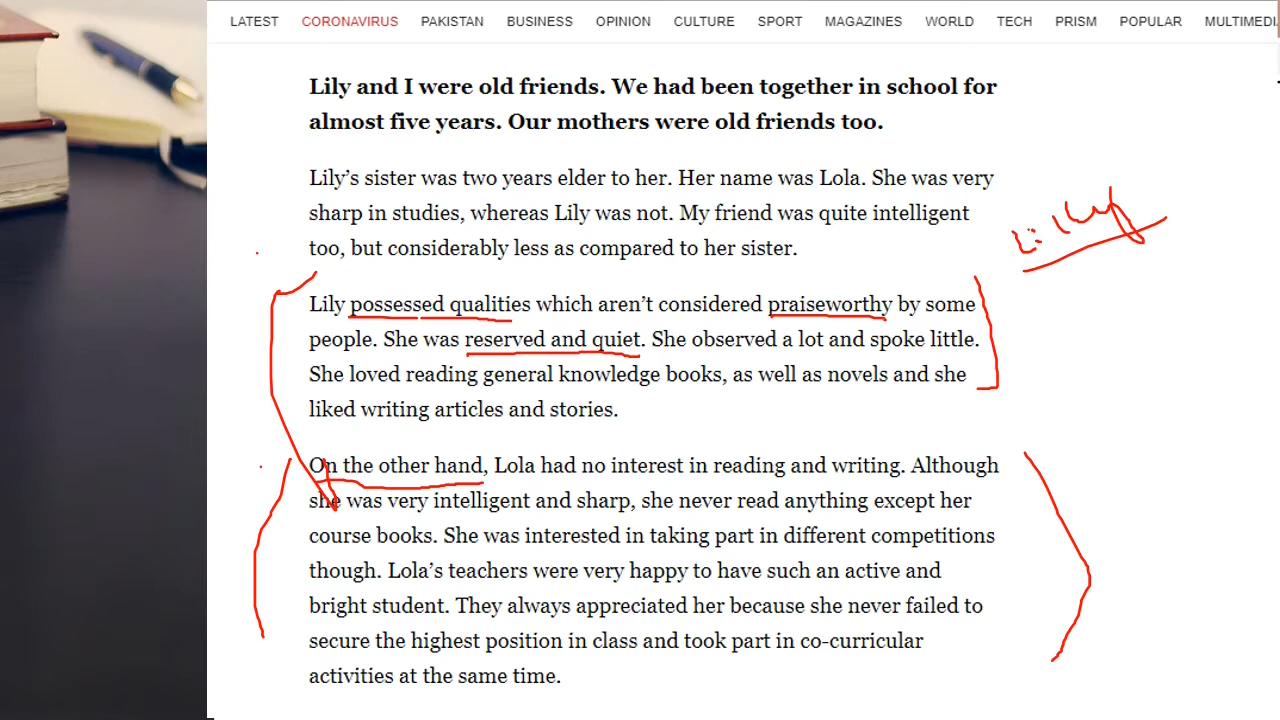 LATEST CORONAVIRUS PAKISTAN BUSINESS OPINION CULTURE SPORT MAGAZINES WORLD TECH PRISM POPULAR MULTIMEDI
Lily and I were old friends. We had been together in school for
almost five years. Our mothers were old friends too.
Lily’s sister was two years elder to her. Her name was Lola. She was very
sharp in studies, whereas Lily was not. My friend was quite intelligent
too, but considerably less as compared to her sister.
Lily possessed qualities which aren’t considered praiseworthy by some
people. She was reserved and quiet. She observed a lot and spoke little.
She loved reading general knowledge books, as well as novels and she
liked writing articles and stories.
On the other hand, Lola had no interest in reading and writing. Although
she was very intelligent and sharp, she never read anything except her
course books. She was interested in taking part in different competitions
though. Lola’s teachers were very happy to have such an active and
bright student. They always appreciated her because she never failed to
secure the highest position in class and took part in co-curricular
activities at the same time.